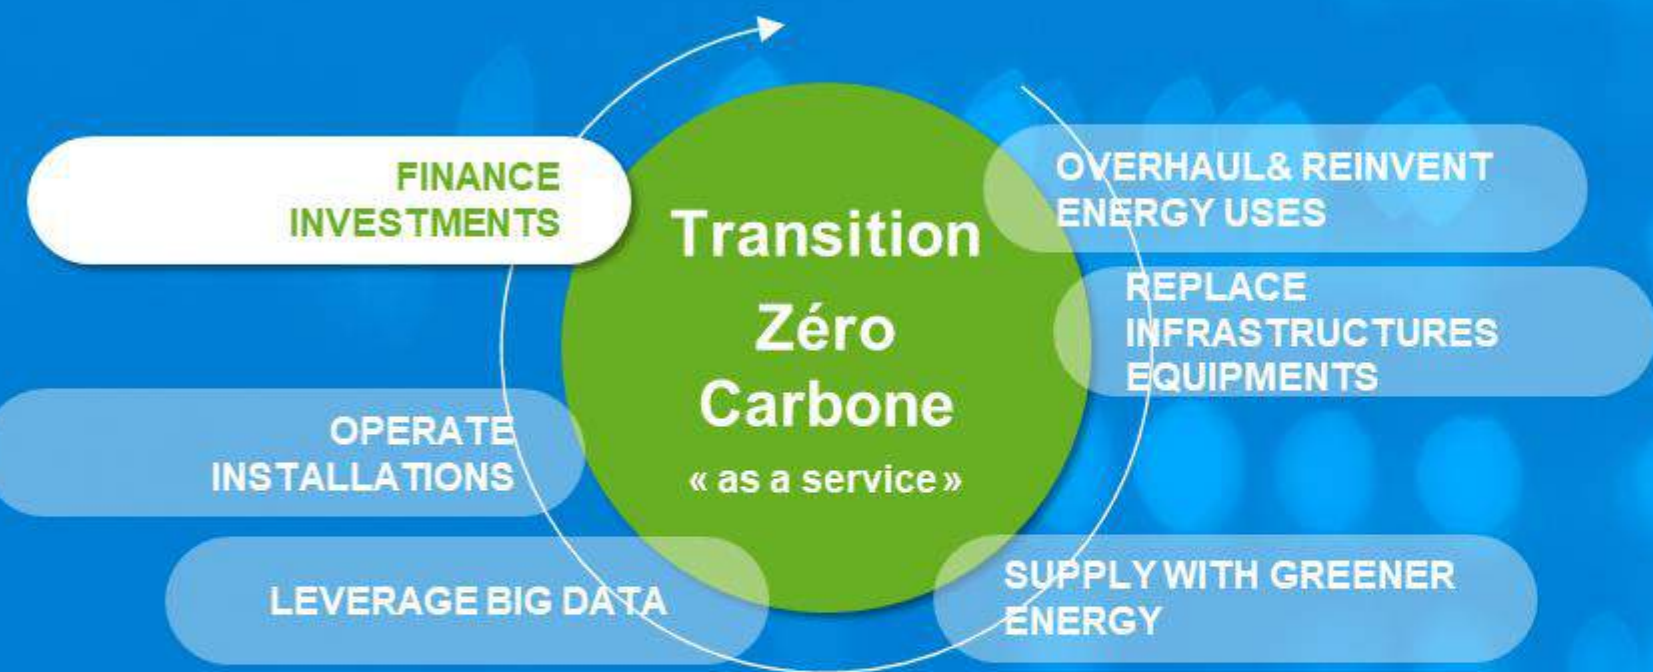 FINANCE
INVESTMENTS
Transition
Zéro
Carbone
« as a service »
OVERHAUL& REINVENT
ENERGY USES
REPLACE
INFRASTRUCTURES
EQUIPMENTS
OPERATE
INSTALLATIONS
LEVERAGE BIG DATA
SUPPLY WITH GREENER
ENERGY